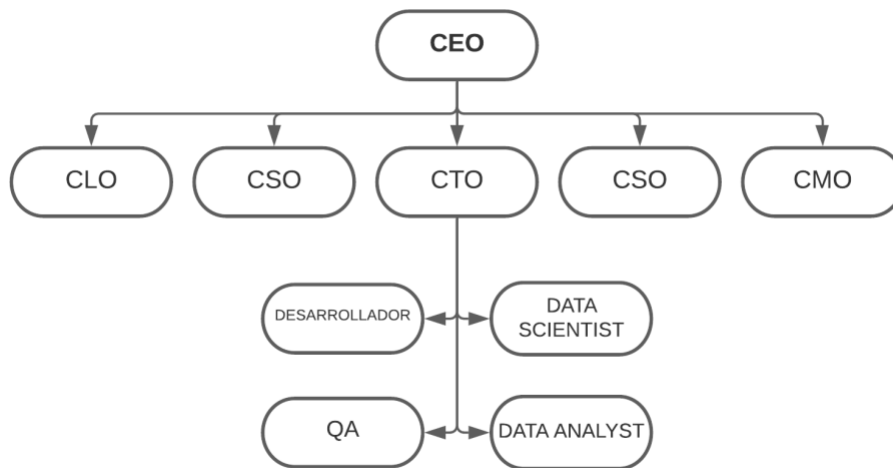 CEO
CLO
CSO
CTO
CSO
CMO
DESARROLLADOR
DATA
SCIENTIST
QA
DATA ANALYST